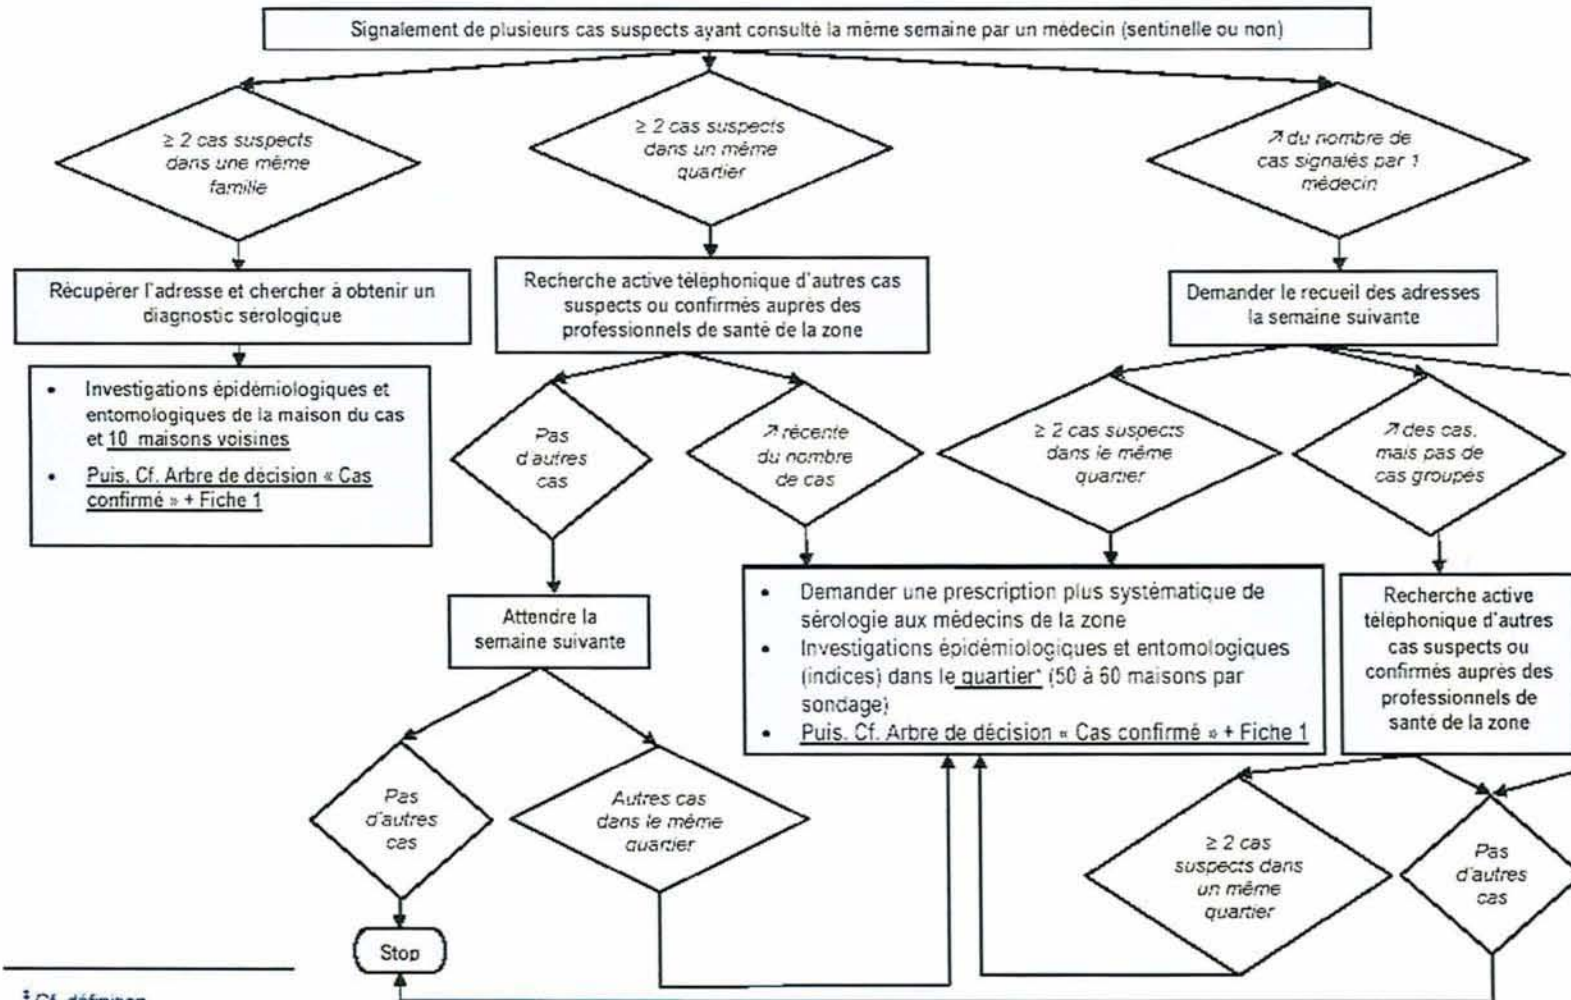 Signalement de plusieurs cas suspects ayant consulté la même semaine par un médecin (sentinelle ou non)
≥ 2 cas suspects
dans une même
famille
≥ 2 cas suspects
dans un même
quartier
↗ du nombre de
cas signalés par 1
médecin
Récupérer l'adresse et chercher à obtenir un
diagnostic sérologique
Recherche active téléphonique d'autres cas
suspects ou confirmés auprès des
professionnels de santé de la zone
Demander le recueil des adresses
la semaine suivante
• Investigations épidémiologiques et
entomologiques de la maison du cas
et 10 maisons voisines
• Puis, Cf. Arbre de décision « Cas
confirmé » + Fiche 1
Pas
d'autres
cas
↗ récente
du nombre
de cas
≥ 2 cas suspects
dans le même
quartier
↗ des cas,
mais pas de
cas groupés
Attendre la
semaine suivante
• Demander une prescription plus systématique de
sérologie aux médecins de la zone
• Investigations épidémiologiques et entomologiques
(indices) dans le quartier* (50 à 60 maisons par
sondage)
• Puis, Cf. Arbre de décision « Cas confirmé » + Fiche 1
Recherche active
téléphonique d'autres
cas suspects ou
confirmés auprès des
professionnels de
santé de la zone
Pas
d'autres
cas
Autres cas
dans le même
quartier
≥ 2 cas
suspects dans
un même
quartier
Pas
d'autres
cas
Stop